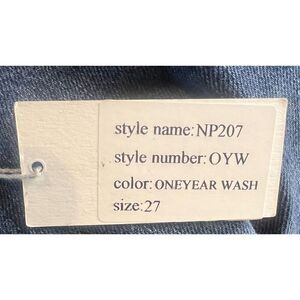 style name:NP207
style number:OYW
color:ONEYEAR WASH
size:27